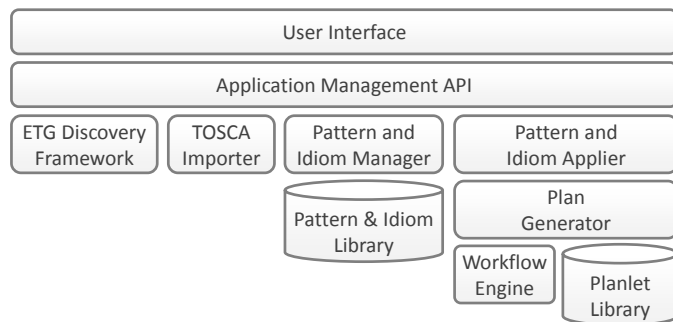 User Interface
Application Management API
ETG Discovery
Framework
TOSCA
Importer
Pattern and
Idiom Manager
Pattern and
Idiom Applier
Pattern & Idiom
Library
Plan
Generator
Workflow
Engine
Planlet
Library